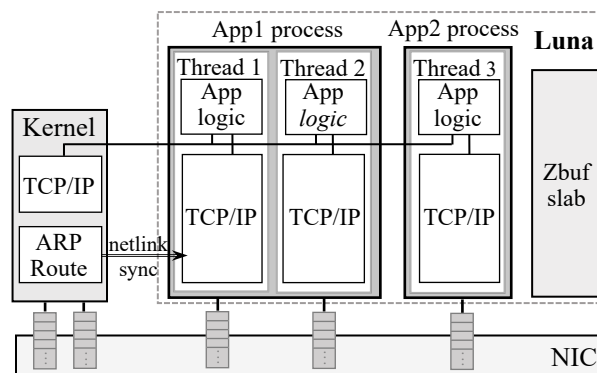 App1 process
App2 process
Luna
Thread 1
Thread 2
Thread 3
App
logic
App
logic
App
logic
Kernel
TCP/IP
TCP/IP
TCP/IP
TCP/IP
Zbuf
slab
ARP
Route
netlink
sync
NIC